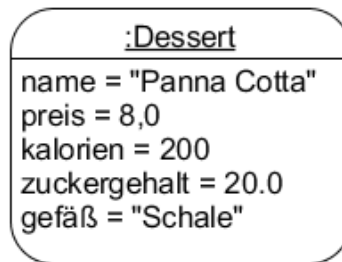 :Dessert
name = "Panna Cotta"
preis = 8,0
kalorien = 200
zuckergehalt = 20.0
gefäß = "Schale"